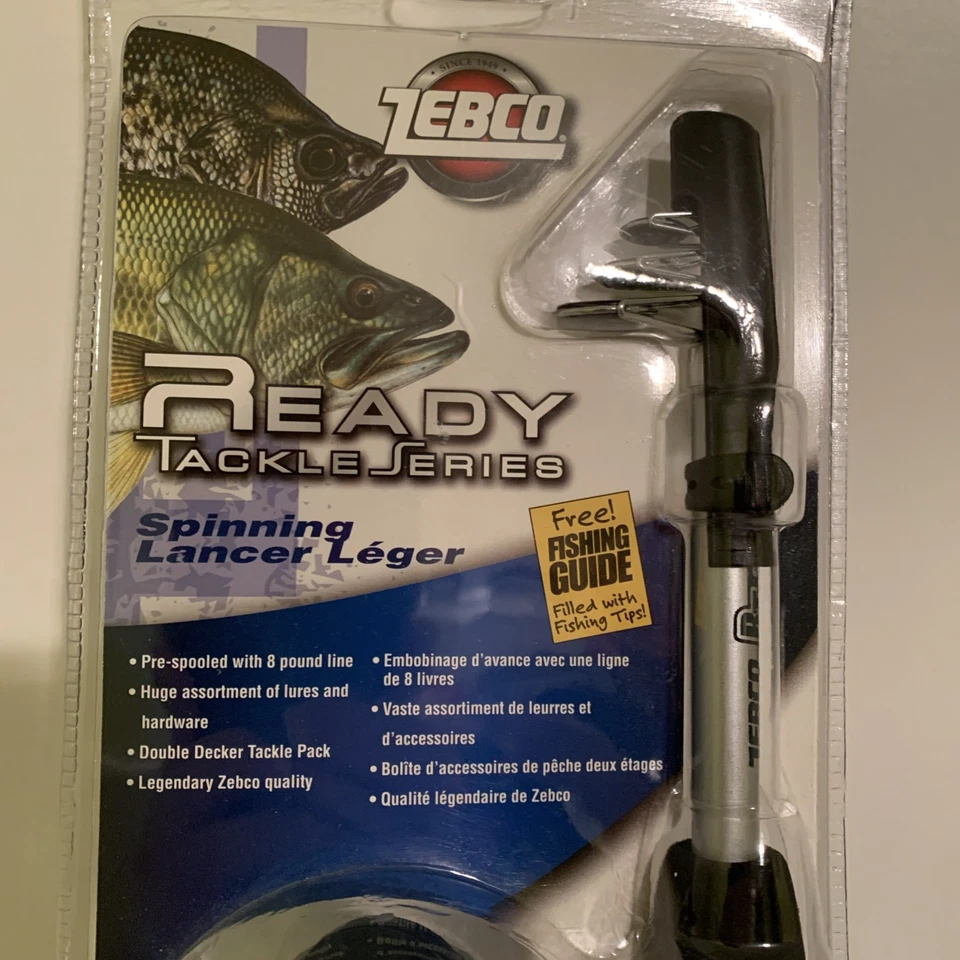 SINCE 1949
ZEBCO
READY
TACKLE SERIES
Spinning
Lancer Léger
Free!
FISHING
GUIDE
Filled with
Fishing Tips!
• Pre-spooled with 8 pound line
• Huge assortment of lures and
hardware
• Double Decker Tackle Pack
• Legendary Zebco quality
• Embobinage d'avance avec une ligne
de 8 livres
• Vaste assortiment de leurres et
d'accessoires
• Bolîte d'accessoires de pêche deux étages
• Qualité légendaire de Zebco
ZEBCO